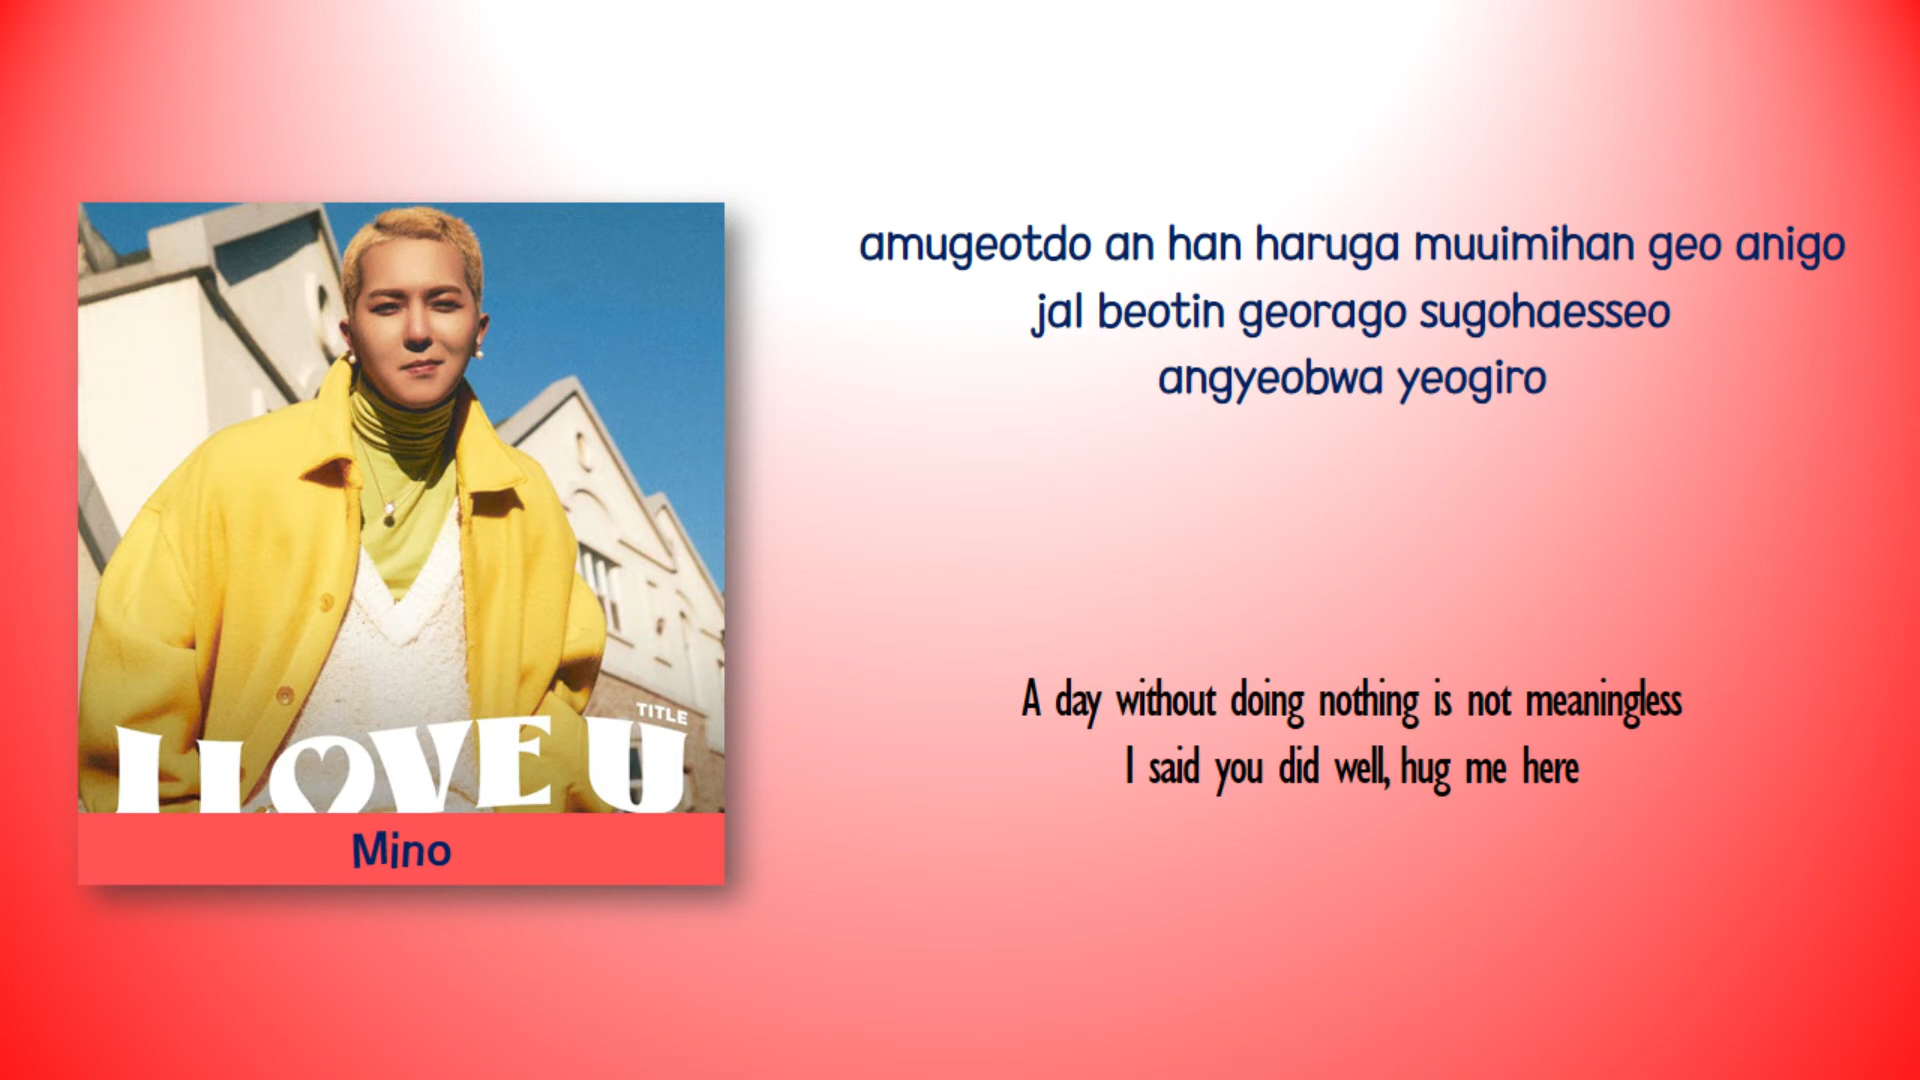 TITLE
I LOVE U
Mino
amugeotdo an han haruga muuimihan geo anigo
jal beotin georago sugohaesseo
angyeobwa yeogiro
A day without doing nothing is not meaningless
I said you did well, hug me here